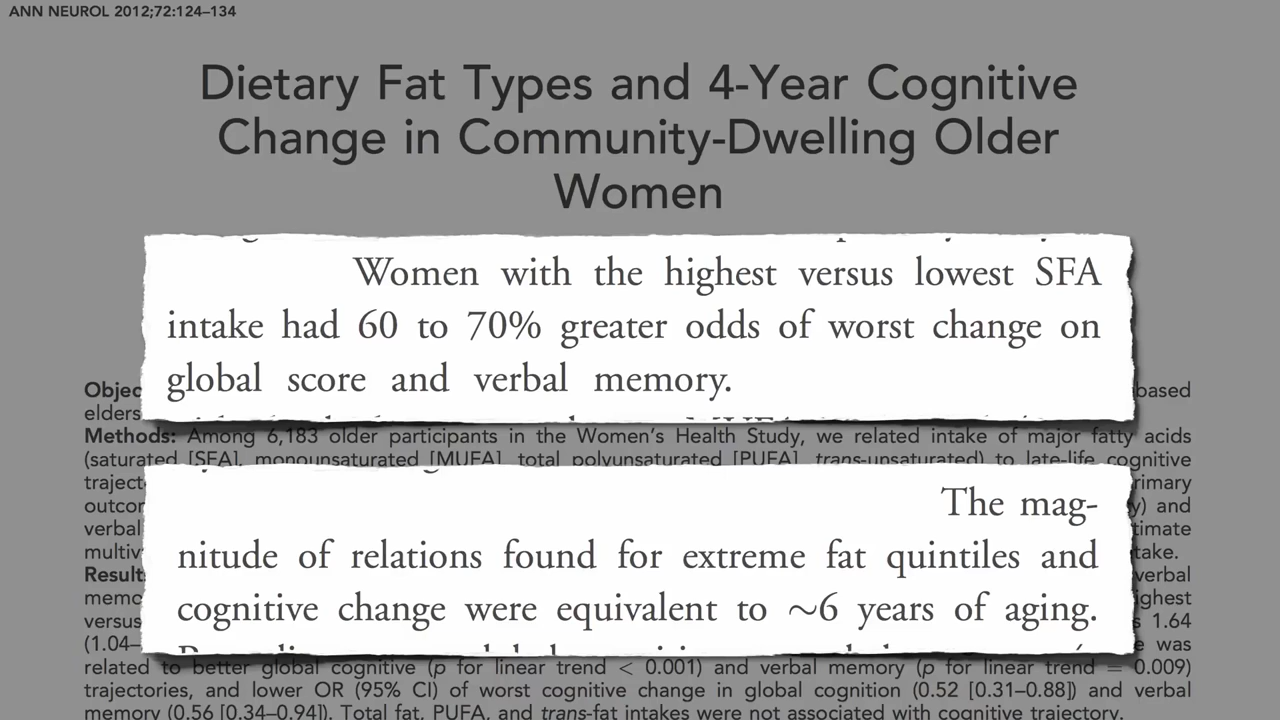 ANN NEUROL 2012;72:124–134
Dietary Fat Types and 4-Year Cognitive
Change in Community-Dwelling Older
Women
Women with the highest versus lowest SFA
intake had 60 to 70% greater odds of worst change on
global score and verbal memory.
based
elders
Methods: Among 6,183 older participants in the Women's Health Study, we related intake of major fatty acids
(saturated [SFA], monounsaturated [MUFA], total polyunsaturated [PUFA], trans-unsaturated) to late-life cognitive
The mag-
nitude of relations found for extreme fat quintiles and
cognitive change were equivalent to ~6 years of aging.
verbal
versus
1.64
(1.04–
was
related to better global cognitive (p for linear trend < 0.001) and verbal memory (p for linear trend = 0.009)
trajectories, and lower OR (95% CI) of worst cognitive change in global cognition (0.52 [0.31–0.88]) and verbal
memory (0.56 [0.34–0.94]). Total fat, PUFA, and trans-fat intakes were not associated with cognitive trajectory.